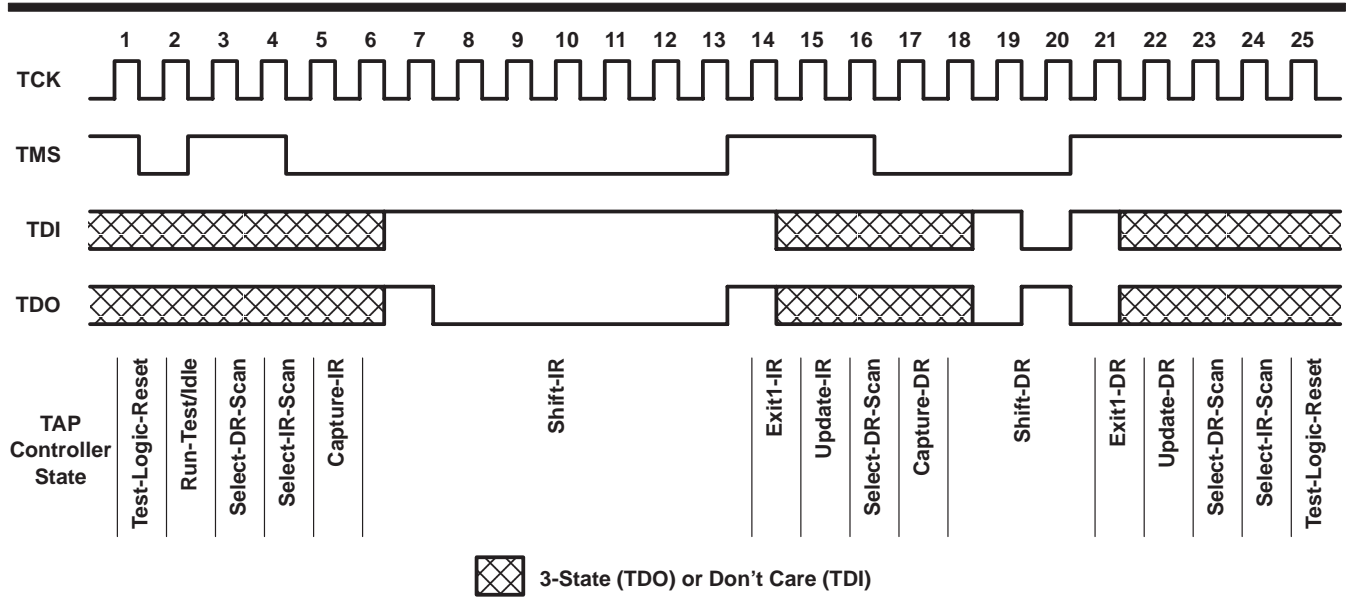 1 2 3 4 5 6 7 8 9 10 11 12 13 14 15 16 17 18 19 20 21 22 23 24 25
TCK
TMS
TDI
TDO
TAP
Controller
State
Test-Logic-Reset
Run-Test/Idle
Select-DR-Scan
Select-IR-Scan
Capture-IR
Shift-IR
Exit1-IR
Update-IR
Select-DR-Scan
Capture-DR
Shift-DR
Exit1-DR
Update-DR
Select-DR-Scan
Select-IR-Scan
Test-Logic-Reset
3-State (TDO) or Don't Care (TDI)